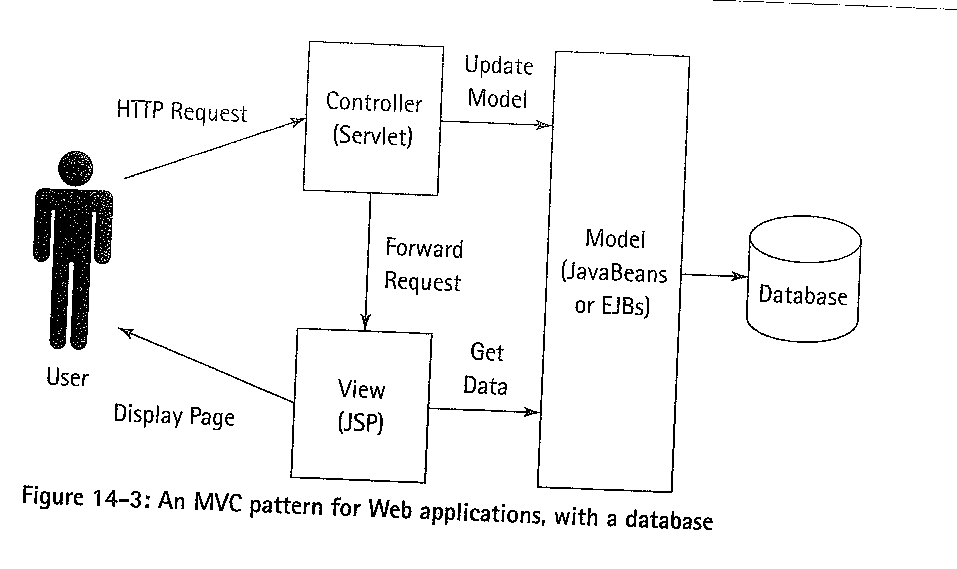 Update
Model
HTTP Request
Controller
(Servlet)
Forward
Request
Model
(JavaBeans
or EJBs)
Database
Get
Data
User
View
(JSP)
Display Page
Figure 14-3: An MVC pattern for Web applications, with a database